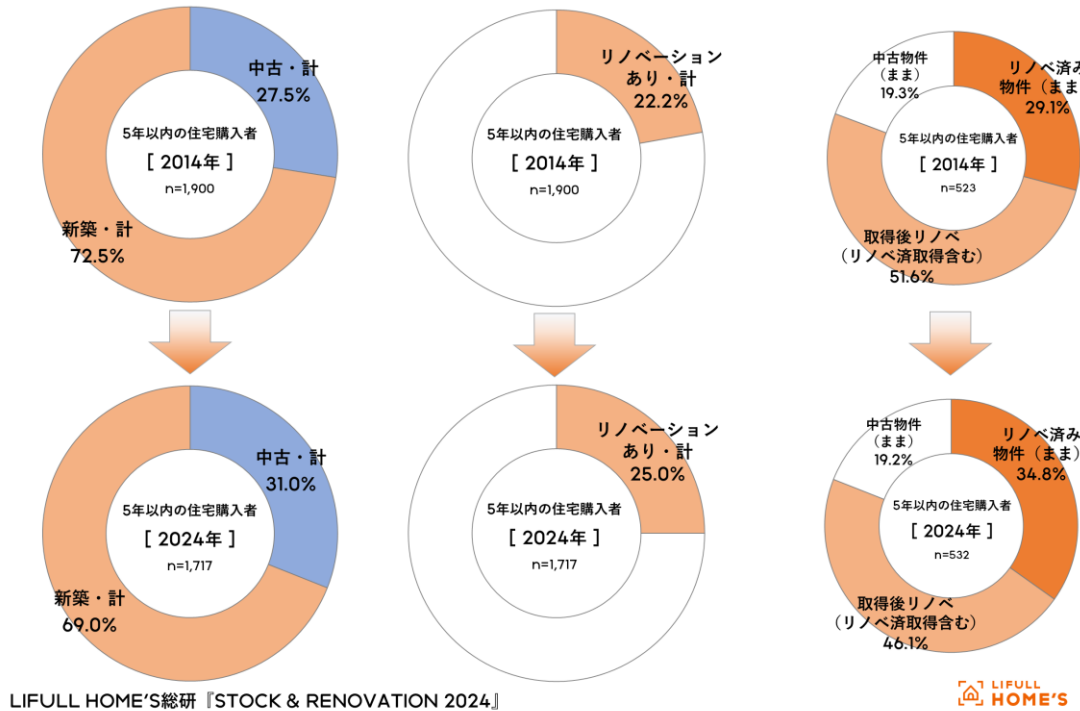 中古・計
27.5%
5年以内の住宅購入者
[ 2014年 ]
n=1,900
新築・計
72.5%
リノベーション
あり・計
22.2%
5年以内の住宅購入者
[ 2014年 ]
n=1,900
中古物件
(まま)
19.3%
リノベ済み
物件(まま)
29.1%
5年以内の住宅購入者
[ 2014年 ]
n=523
取得後リノベ
(リノベ済取得含む)
51.6%
中古・計
31.0%
5年以内の住宅購入者
[ 2024年 ]
n=1,717
新築・計
69.0%
リノベーション
あり・計
25.0%
5年以内の住宅購入者
[ 2024年 ]
n=1,717
中古物件
(まま)
19.2%
リノベ済み
物件(まま)
34.8%
5年以内の住宅購入者
[ 2024年 ]
n=532
取得後リノベ
(リノベ済取得含む)
46.1%
LIFULL HOME'S総研『STOCK & RENOVATION 2024』
LIFULL
HOME'S